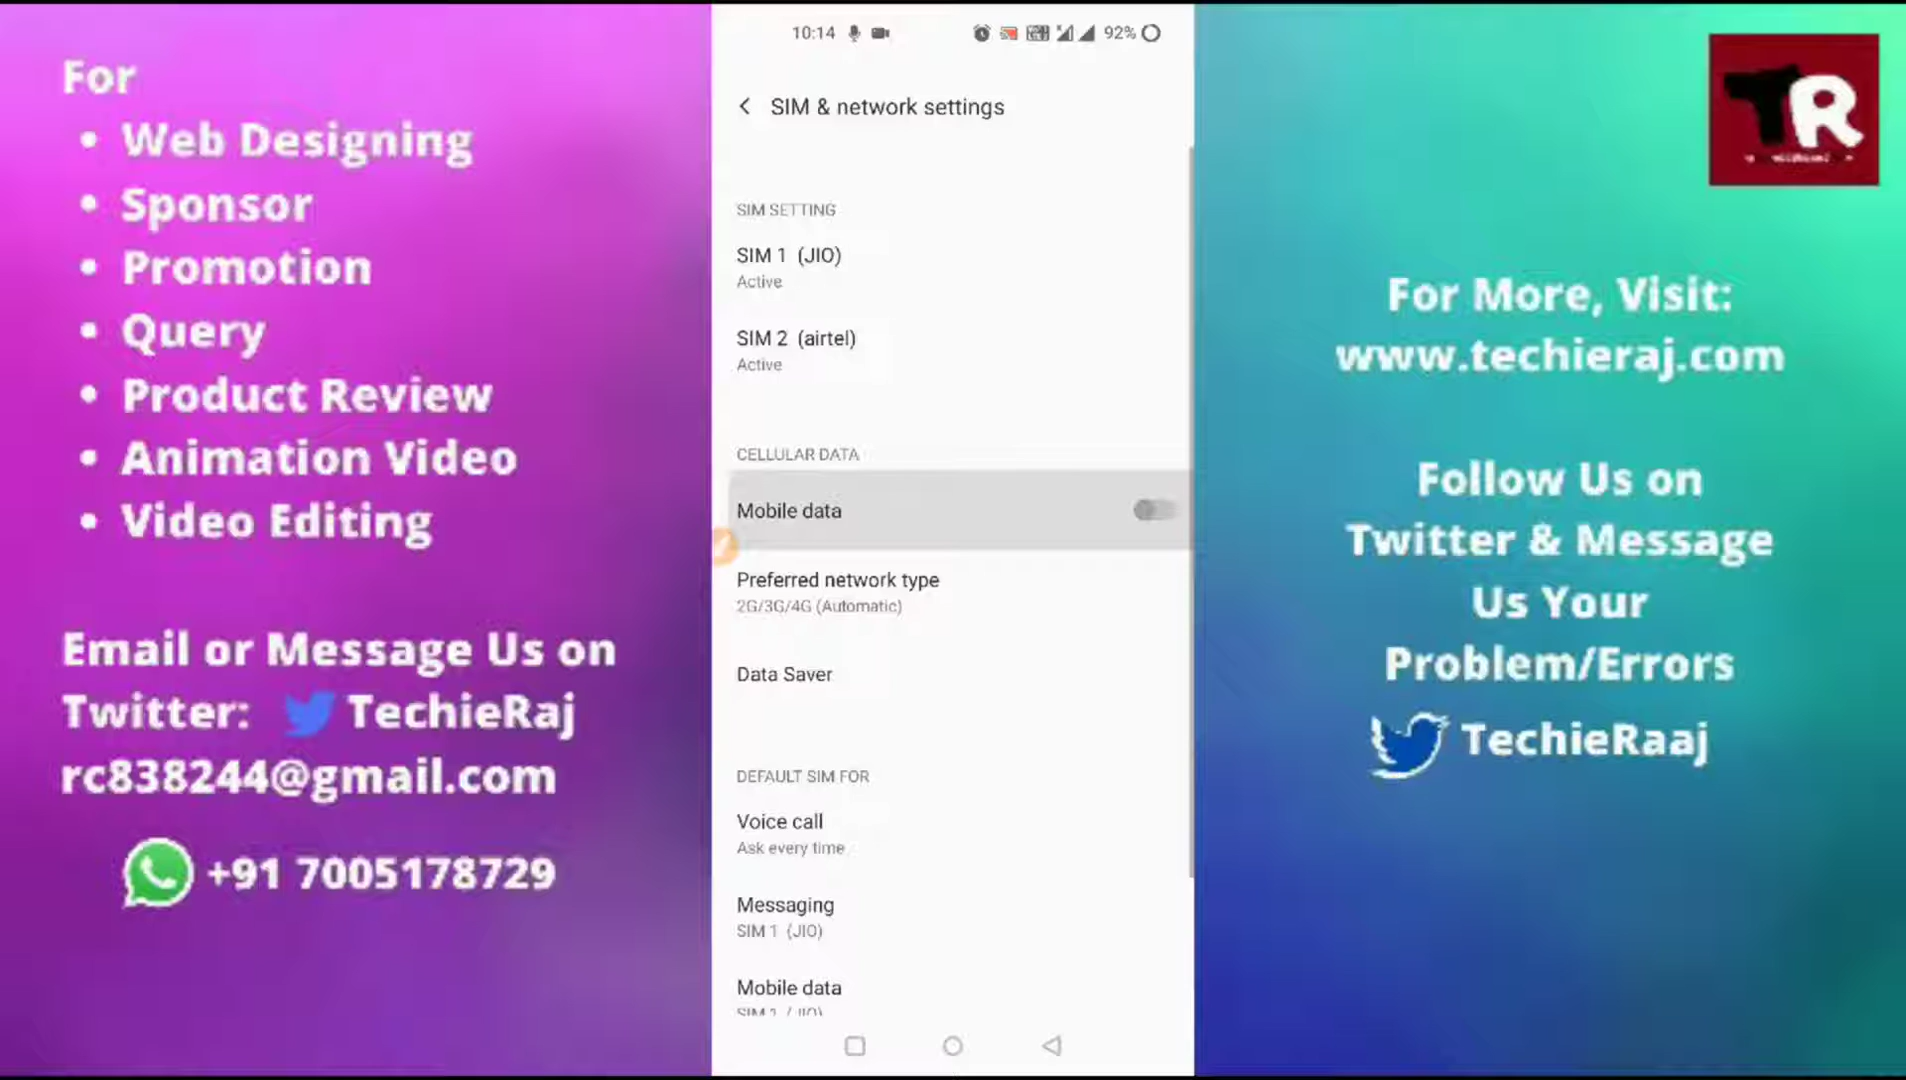 For
• Web Designing
• Sponsor
• Promotion
• Query
• Product Review
• Animation Video
• Video Editing
Email or Message Us on
Twitter: TechieRaj
rc838244@gmail.com
+91 7005178729
10:14
92%
SIM & network settings
SIM SETTING
SIM 1 (JIO)
Active
SIM 2 (airtel)
Active
CELLULAR DATA
Mobile data
Preferred network type
2G/3G/4G (Automatic)
Data Saver
DEFAULT SIM FOR
Voice call
Ask every time
Messaging
SIM 1 (JIO)
Mobile data
SIM 1 (JIO)
TR
For More, Visit:
www.techieraj.com
Follow Us on
Twitter & Message
Us Your
Problem/Errors
TechieRaaj